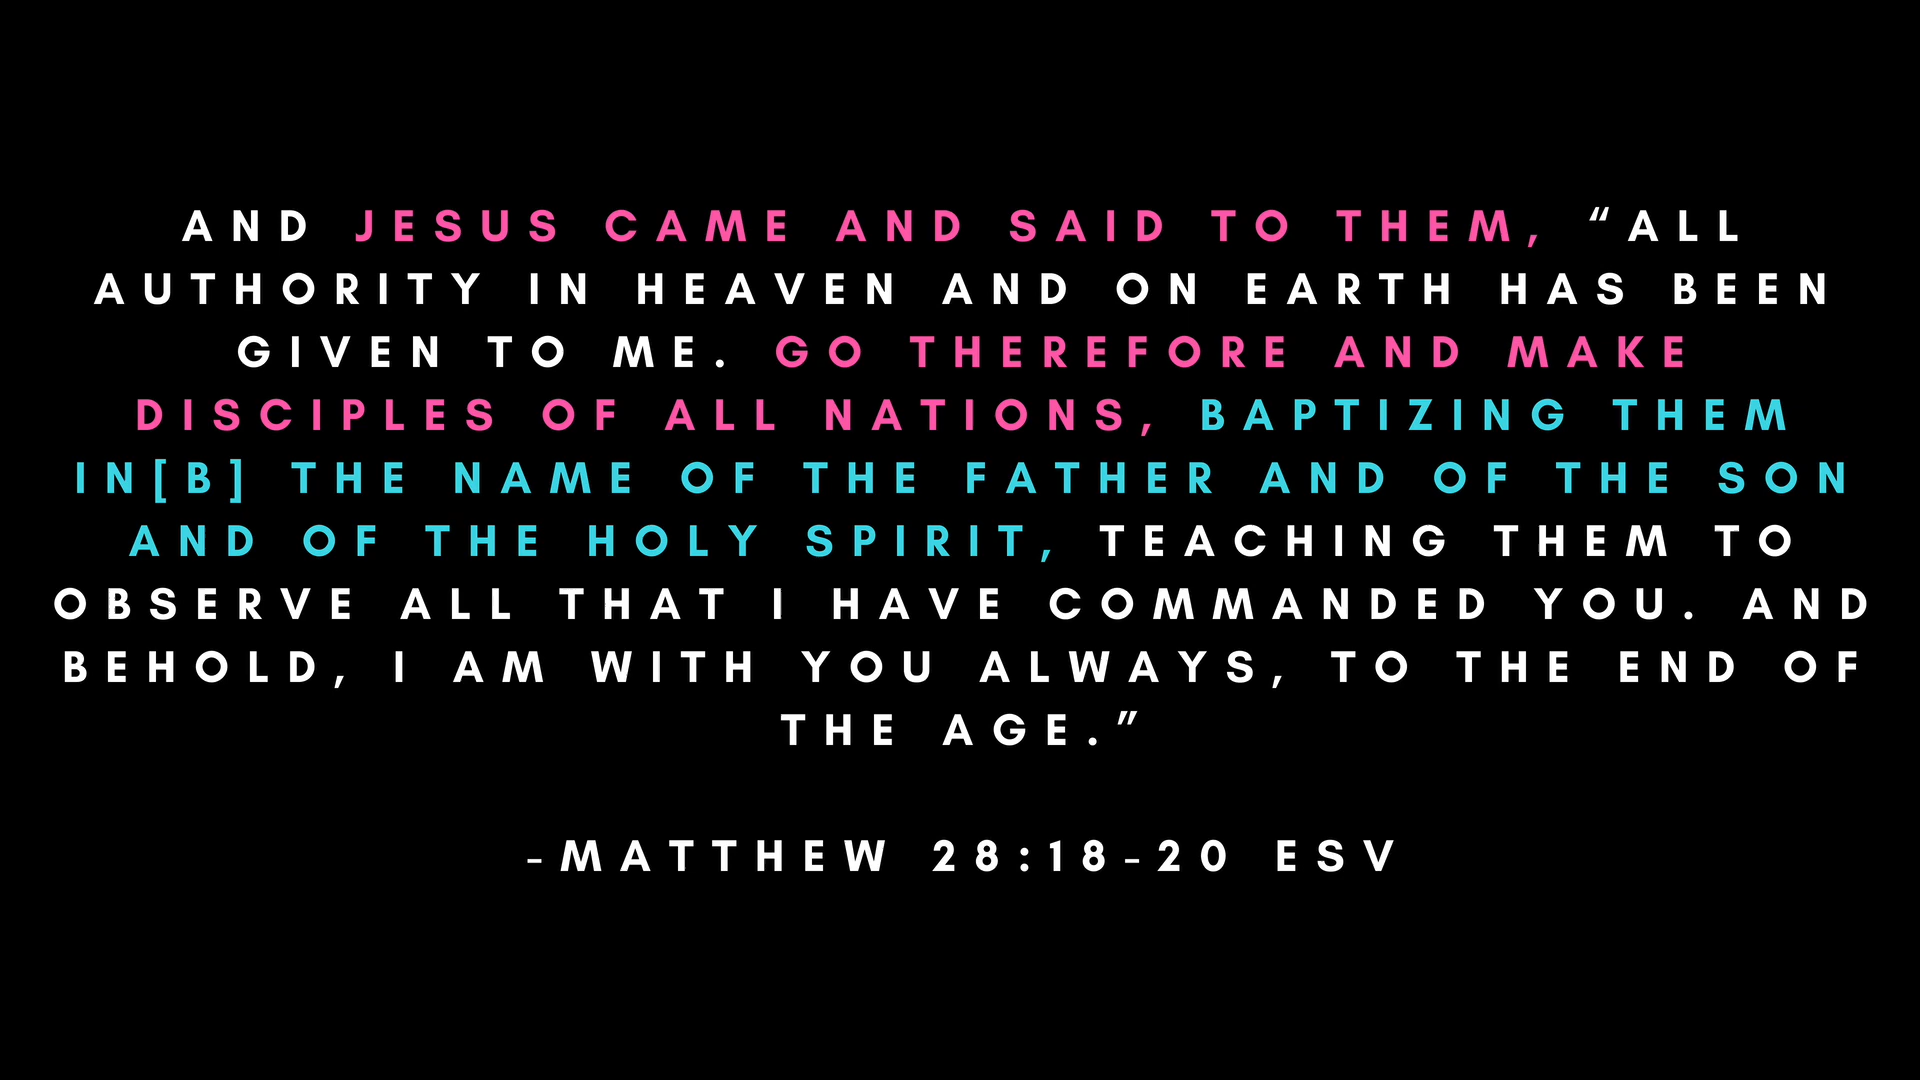 AND JESUS CAME AND SAID TO THEM, “ALL
AUTHORITY IN HEAVEN AND ON EARTH HAS BEEN
GIVEN TO ME. GO THEREFORE AND MAKE
DISCIPLES OF ALL NATIONS, BAPTIZING THEM
IN[B] THE NAME OF THE FATHER AND OF THE SON
AND OF THE HOLY SPIRIT, TEACHING THEM TO
OBSERVE ALL THAT I HAVE COMMANDED YOU. AND
BEHOLD, I AM WITH YOU ALWAYS, TO THE END OF
THE AGE.”
-MATTHEW 28:18-20 ESV